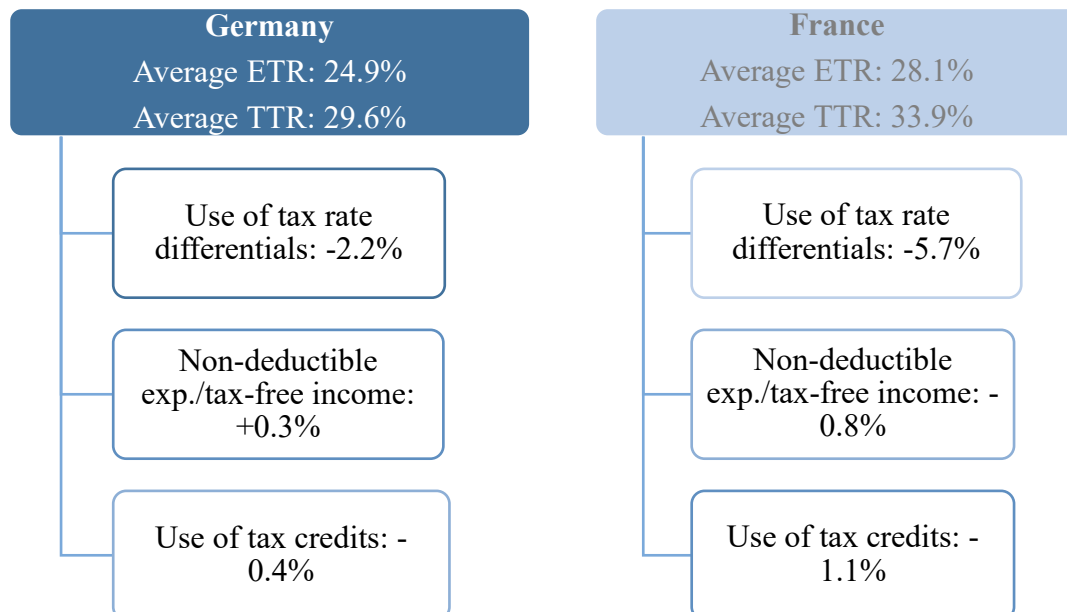 Germany
Average ETR: 24.9%
Average TTR: 29.6%
Use of tax rate
differentials: -2.2%
Non-deductible
exp./tax-free income:
+0.3%
Use of tax credits: -
0.4%
France
Average ETR: 28.1%
Average TTR: 33.9%
Use of tax rate
differentials: -5.7%
Non-deductible
exp./tax-free income: -
0.8%
Use of tax credits: -
1.1%